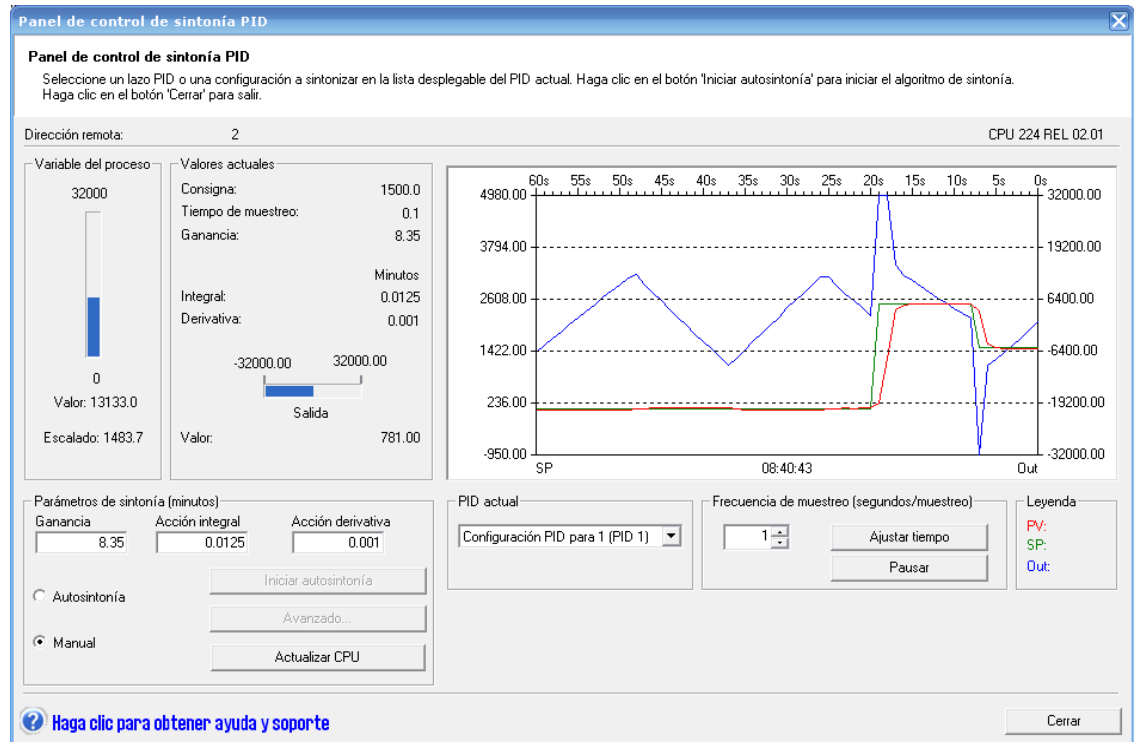 Panel de control de sintonía PID
Panel de control de sintonía PID
Seleccione un lazo PID o una configuración a sintonizar en la lista desplegable del PID actual. Haga clic en el botón 'Iniciar autosintonía' para iniciar el algoritmo de sintonía.
Haga clic en el botón 'Cerrar' para salir.
Dirección remota: 2 CPU 224 REL 02.01
Variable del proceso
32000
0
Valor: 13133.0
Escalado: 1483.7
Valores actuales
Consigna: 1500.0
Tiempo de muestreo: 0.1
Ganancia: 8.35
Minutos
Integral: 0.0125
Derivativa: 0.001
-32000.00 32000.00
Salida
Valor: 781.00
60s 55s 50s 45s 40s 35s 30s 25s 20s 15s 10s 5s 0s
4980.00 32000.00
3794.00 19200.00
2608.00 6400.00
1422.00 -6400.00
236.00 -19200.00
-950.00 -32000.00
SP 08:40:43 Out
Parámetros de sintonía (minutos)
Ganancia Acción integral Acción derivativa
8.35 0.0125 0.001
Autosintonía
Manual
Iniciar autosintonía
Avanzado...
Actualizar CPU
PID actual
Configuración PID para 1 (PID 1)
Frecuencia de muestreo (segundos/muestreo)
1
Ajustar tiempo
Pausar
Leyenda
PV:
SP:
Out:
Haga clic para obtener ayuda y soporte
Cerrar